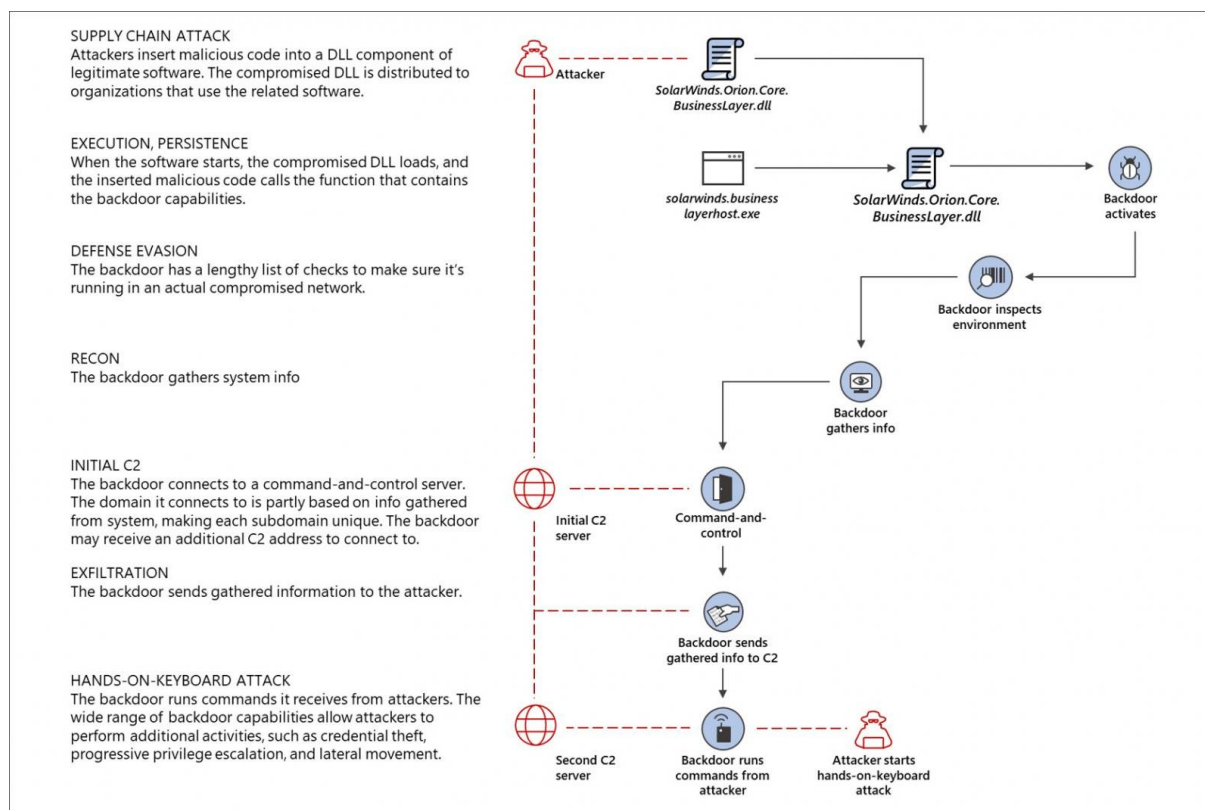 SUPPLY CHAIN ATTACK
Attackers insert malicious code into a DLL component of
legitimate software. The compromised DLL is distributed to
organizations that use the related software.
Attacker
SolarWinds.Orion.Core.
BusinessLayer.dll
EXECUTION, PERSISTENCE
When the software starts, the compromised DLL loads, and
the inserted malicious code calls the function that contains
the backdoor capabilities.
solarwinds.business
layerhost.exe
SolarWinds.Orion.Core.
BusinessLayer.dll
Backdoor
activates
DEFENSE EVASION
The backdoor has a lengthy list of checks to make sure it's
running in an actual compromised network.
Backdoor inspects
environment
RECON
The backdoor gathers system info
Backdoor
gathers info
INITIAL C2
The backdoor connects to a command-and-control server.
The domain it connects to is partly based on info gathered
from system, making each subdomain unique. The backdoor
may receive an additional C2 address to connect to.
Initial C2
server
Command-and-
control
EXFILTRATION
The backdoor sends gathered information to the attacker.
Backdoor sends
gathered info to C2
HANDS-ON-KEYBOARD ATTACK
The backdoor runs commands it receives from attackers. The
wide range of backdoor capabilities allow attackers to
perform additional activities, such as credential theft,
progressive privilege escalation, and lateral movement.
Second C2
server
Backdoor runs
commands from
attacker
Attacker starts
hands-on-keyboard
attack